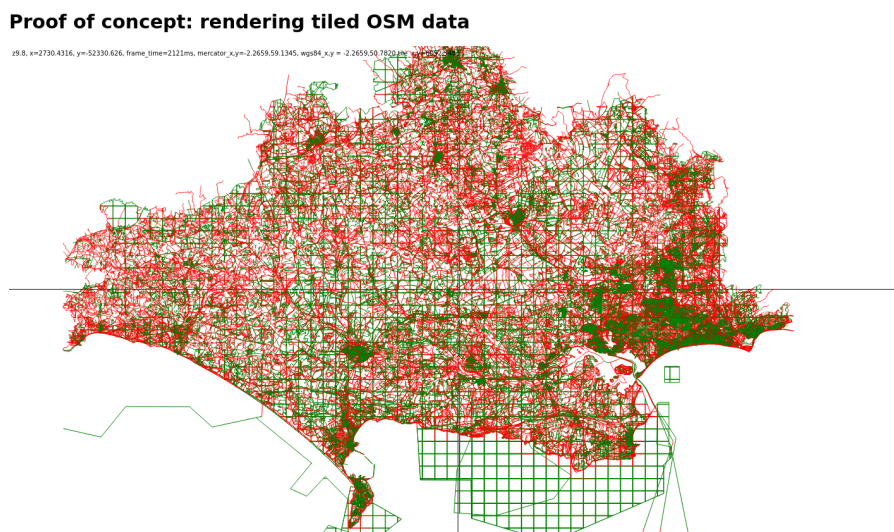 Proof of concept: rendering tiled OSM data
z9.8, x=2730.4316, y=-52330.626, frame_time=2121ms, mercator_x,y=-2.2659,59.1345, wgs84_x,y = -2.2659,50.7820